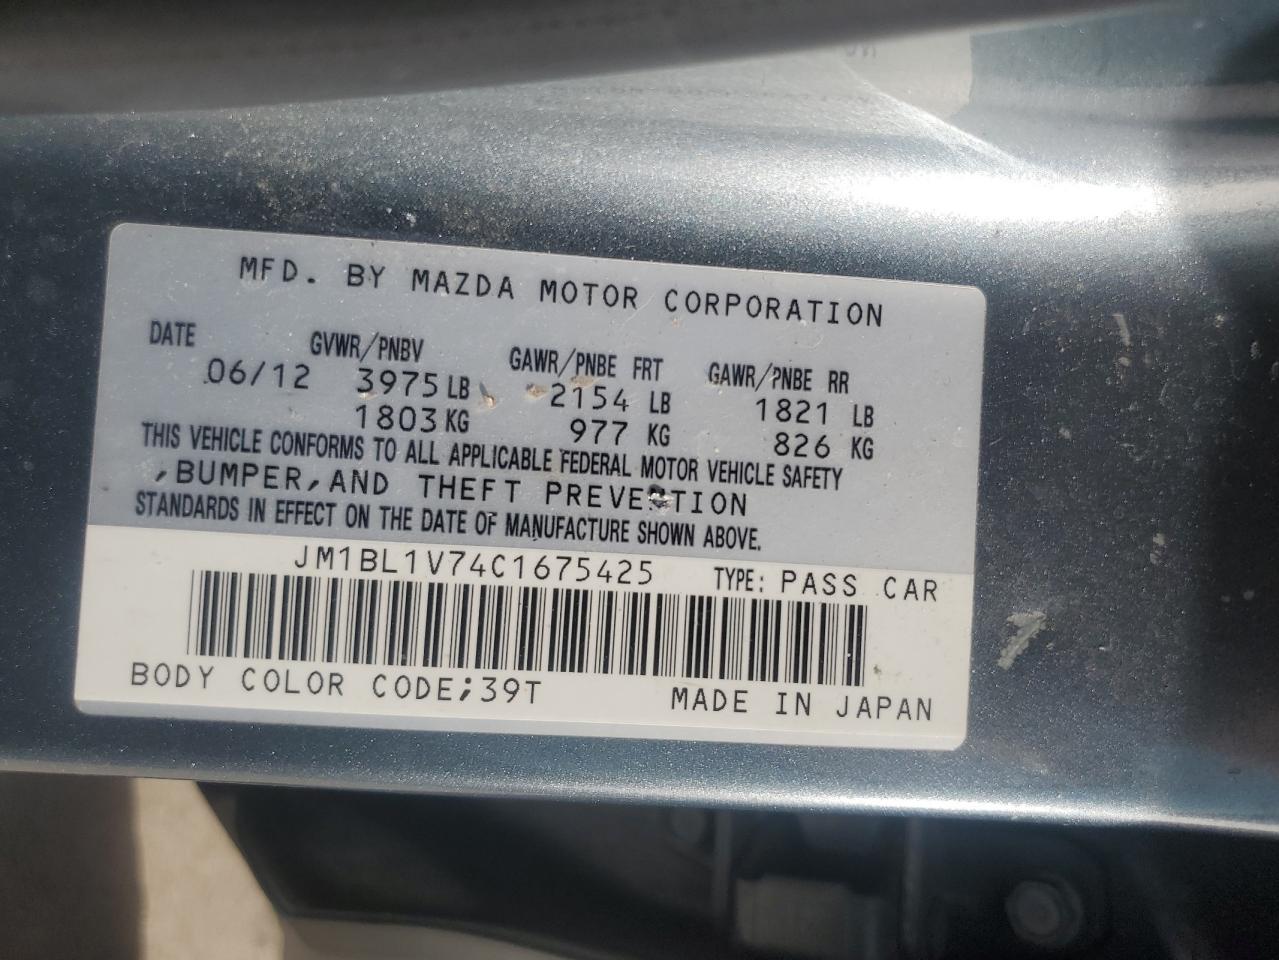 MFD. BY MAZDA MOTOR CORPORATION
DATE GVWR/PNBV GAWR/PNBE FRT GAWR/PNBE RR
06/12 3975 LB 2154 LB 1821 LB
1803 KG 977 KG 826 KG
THIS VEHICLE CONFORMS TO ALL APPLICABLE FEDERAL MOTOR VEHICLE SAFETY
,BUMPER,AND THEFT PREVENTION
STANDARDS IN EFFECT ON THE DATE OF MANUFACTURE SHOWN ABOVE.
JM1BL1V74C1675425 TYPE: PASS CAR
BODY COLOR CODE;39T MADE IN JAPAN